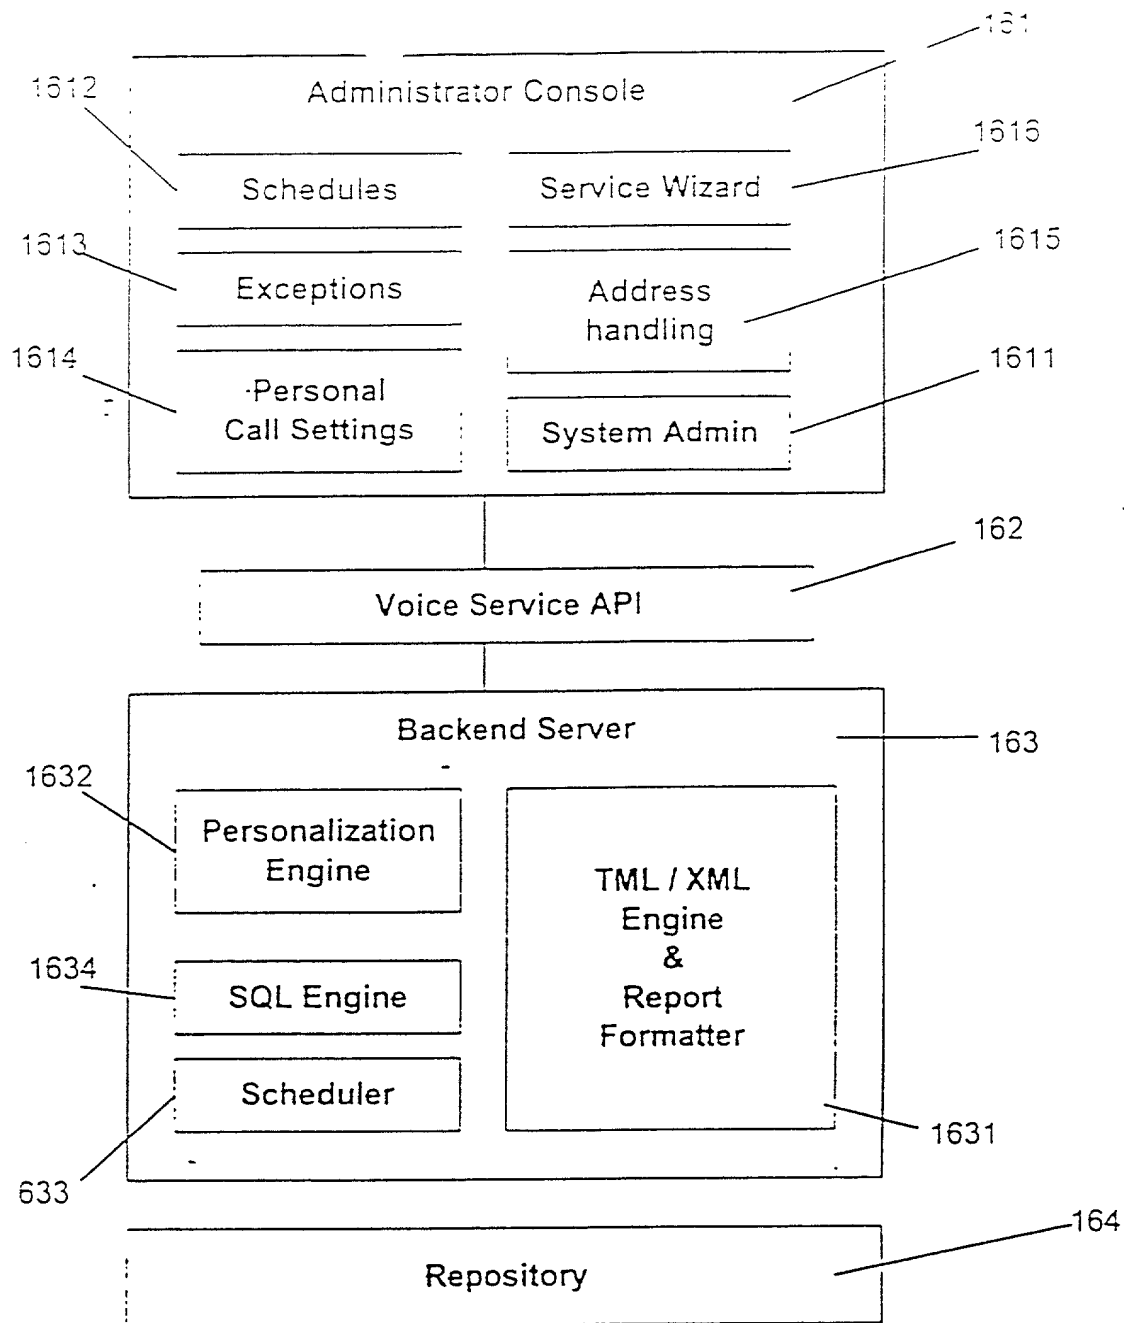 161
Administrator Console
1612
1616
Schedules
Service Wizard
1613
1615
Exceptions
Address
handling
1614
1611
Personal
Call Settings
System Admin
162
Voice Service API
Backend Server
163
1632
Personalization
Engine
TML / XML
Engine
&
Report
Formatter
1634
SQL Engine
Scheduler
1631
633
164
Repository